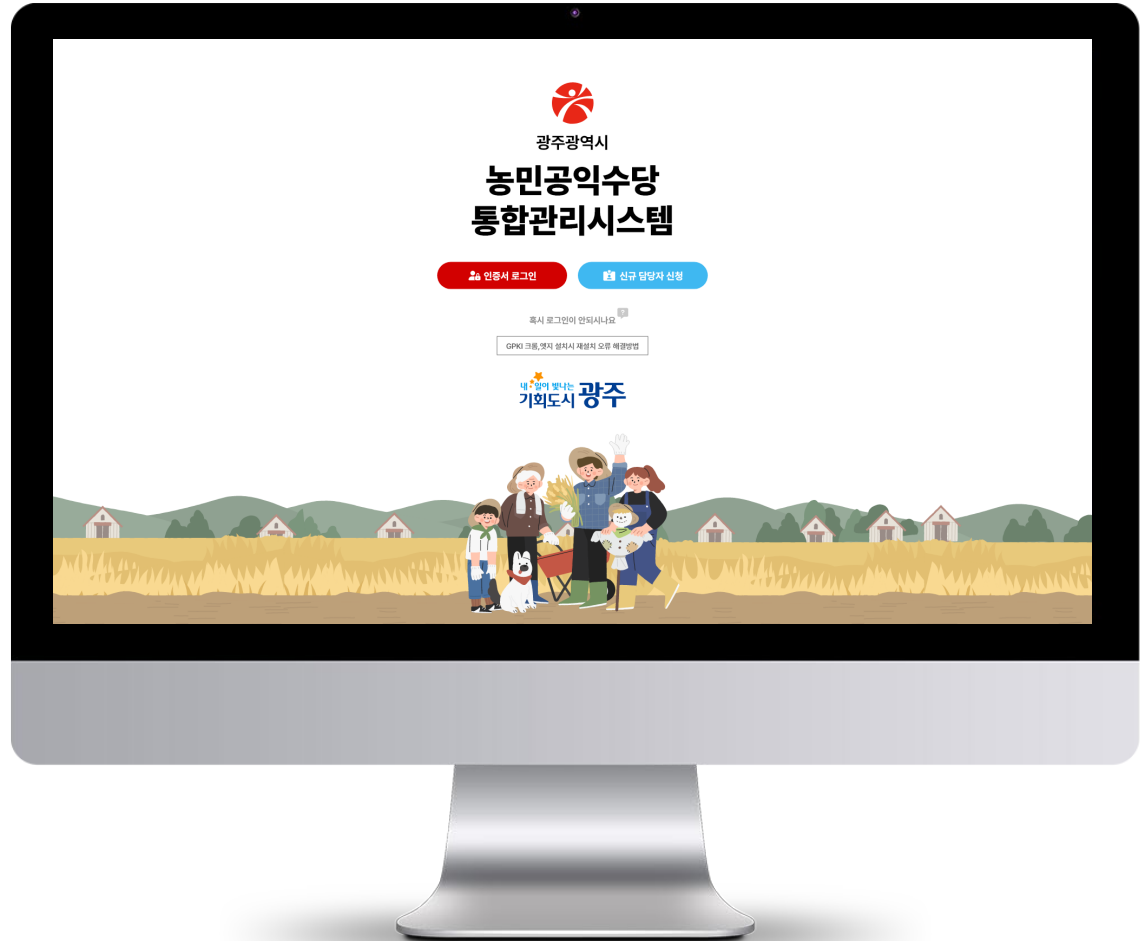 광주광역시
농민공익수당
통합관리시스템
인증서 로그인
신규 담당자 신청
혹시 로그인이 안되시나요 ?
GPKI 크롬,엣지 설치시 재설치 오류 해결방법
내☆일이 빛나는
기회도시 광주